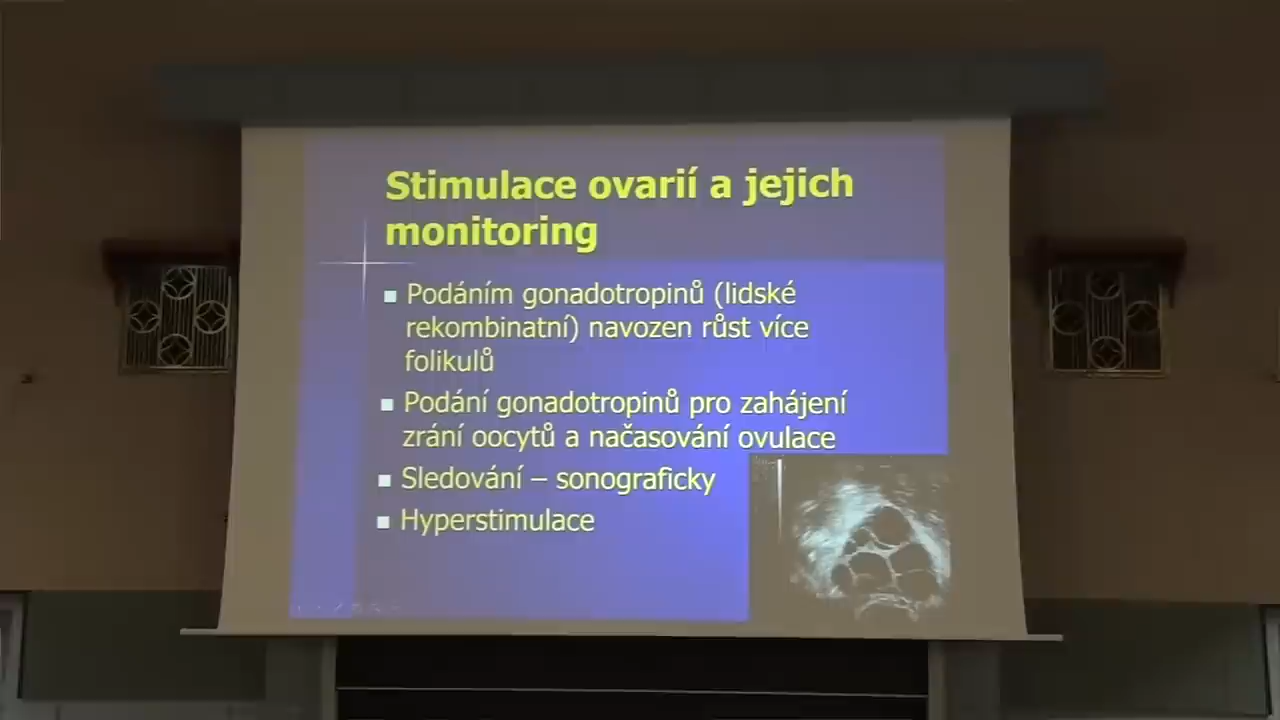 Stimulace ovarií a jejich
monitoring
Podáním gonadotropinů (lidské
rekombinatní) navozen růst více
folikulů
Podání gonadotropinů pro zahájení
zrání oocytů a načasování ovulace
Sledování – sonograficky
Hyperstimulace